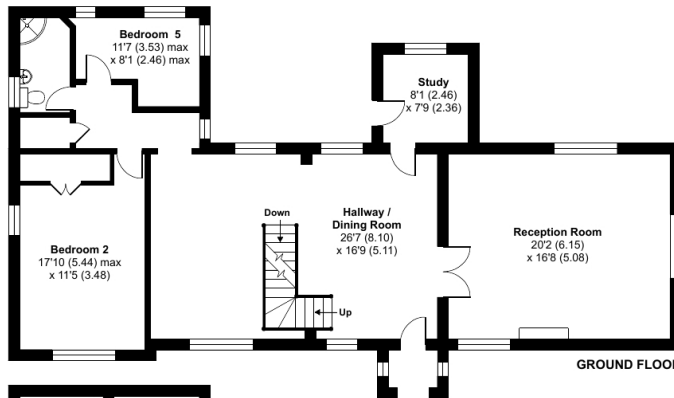 Bedroom 5
11'7 (3.53) max
x 8'1 (2.46) max
Study
8'1 (2.46)
x 7'9 (2.36)
Down
Hallway /
Dining Room
26'7 (8.10)
x 16'9 (5.11)
Reception Room
20'2 (6.15)
x 16'8 (5.08)
Bedroom 2
17'10 (5.44) max
x 11'5 (3.48)
Up
GROUND FLOOR